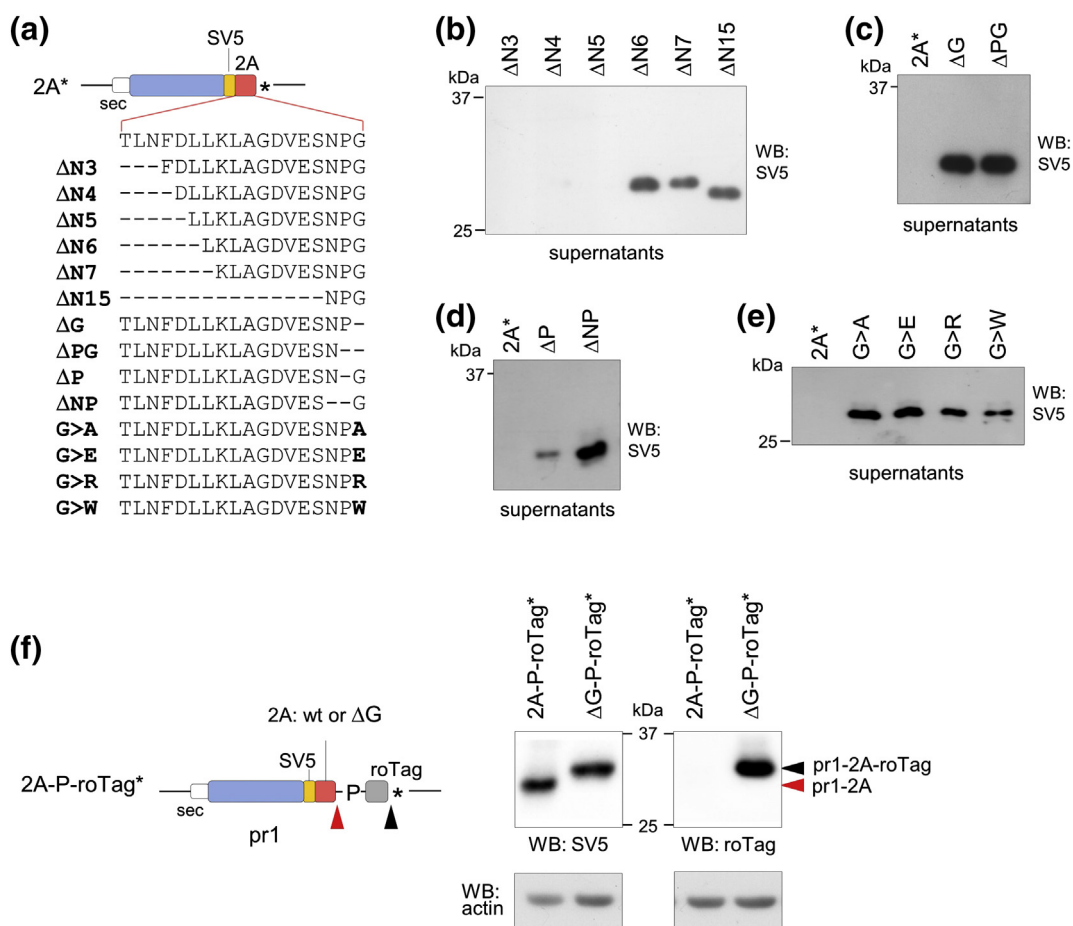 (a)
SV5
2A
2A*
*
sec
TLNFDLLKLAGDVESNPG
ΔN3 ---FDLLKLAGDVESNPG
ΔN4 ----DLLKLAGDVESNPG
ΔN5 -----LLKLAGDVESNPG
ΔN6 ------LKLAGDVESNPG
ΔN7 -------KLAGDVESNPG
ΔN15 ---------------NPG
ΔG TLNFDLLKLAGDVESNP-
ΔPG TLNFDLLKLAGDVESN--
ΔP TLNFDLLKLAGDVESN-G
ΔNP TLNFDLLKLAGDVES--G
G>A TLNFDLLKLAGDVESNPA
G>E TLNFDLLKLAGDVESNPE
G>R TLNFDLLKLAGDVESNPR
G>W TLNFDLLKLAGDVESNPW
(b)
ΔN3 ΔN4 ΔN5 ΔN6 ΔN7 ΔN15
kDa
37
25
WB:
SV5
supernatants
(c)
2A* ΔG ΔPG
kDa
37
WB:
SV5
supernatants
(d)
2A* ΔP ΔNP
kDa
37
WB:
SV5
supernatants
(e)
2A* G>A G>E G>R G>W
kDa
25
WB:
SV5
supernatants
(f)
2A: wt or ΔG
SV5
roTag
2A-P-roTag*
P
*
sec
pr1
2A-P-roTag* ΔG-P-roTag* 2A-P-roTag* ΔG-P-roTag*
kDa
37
25
pr1-2A-roTag
pr1-2A
WB: SV5
WB: roTag
WB:
actin